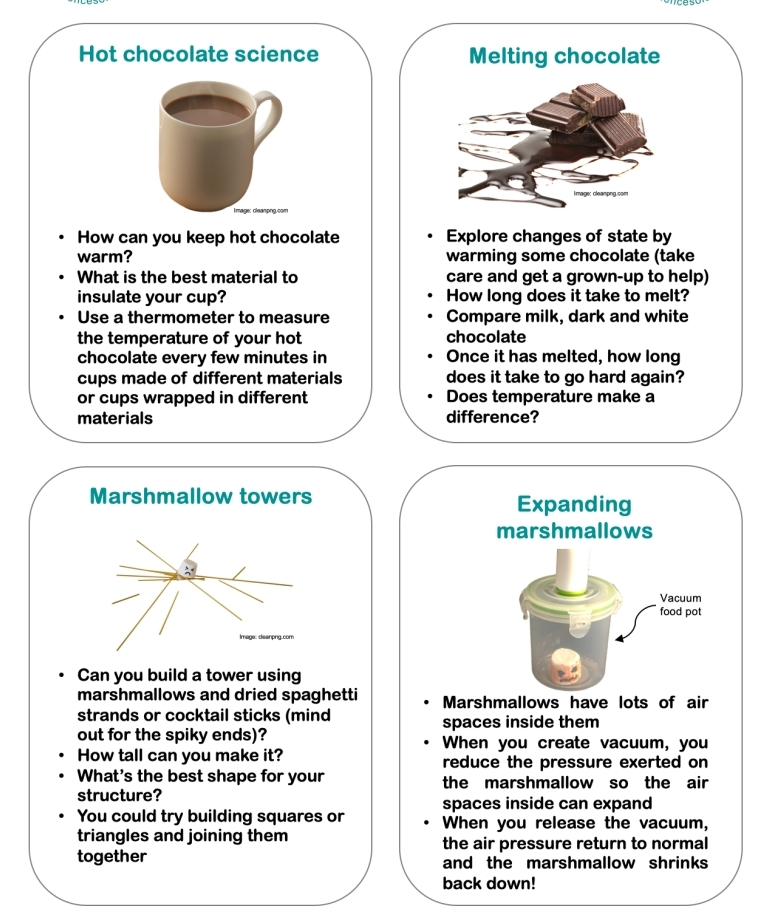 Hot chocolate science
Image: cleanpng.com
• How can you keep hot chocolate
warm?
• What is the best material to
insulate your cup?
• Use a thermometer to measure
the temperature of your hot
chocolate every few minutes in
cups made of different materials
or cups wrapped in different
materials
Melting chocolate
Image: cleanpng.com
• Explore changes of state by
warming some chocolate (take
care and get a grown-up to help)
• How long does it take to melt?
• Compare milk, dark and white
chocolate
• Once it has melted, how long
does it take to go hard again?
• Does temperature make a
difference?
Marshmallow towers
Image: cleanpng.com
• Can you build a tower using
marshmallows and dried spaghetti
strands or cocktail sticks (mind
out for the spiky ends)?
• How tall can you make it?
• What's the best shape for your
structure?
• You could try building squares or
triangles and joining them
together
Expanding
marshmallows
Vacuum
food pot
• Marshmallows have lots of air
spaces inside them
• When you create vacuum, you
reduce the pressure exerted on
the marshmallow so the air
spaces inside can expand
• When you release the vacuum,
the air pressure return to normal
and the marshmallow shrinks
back down!